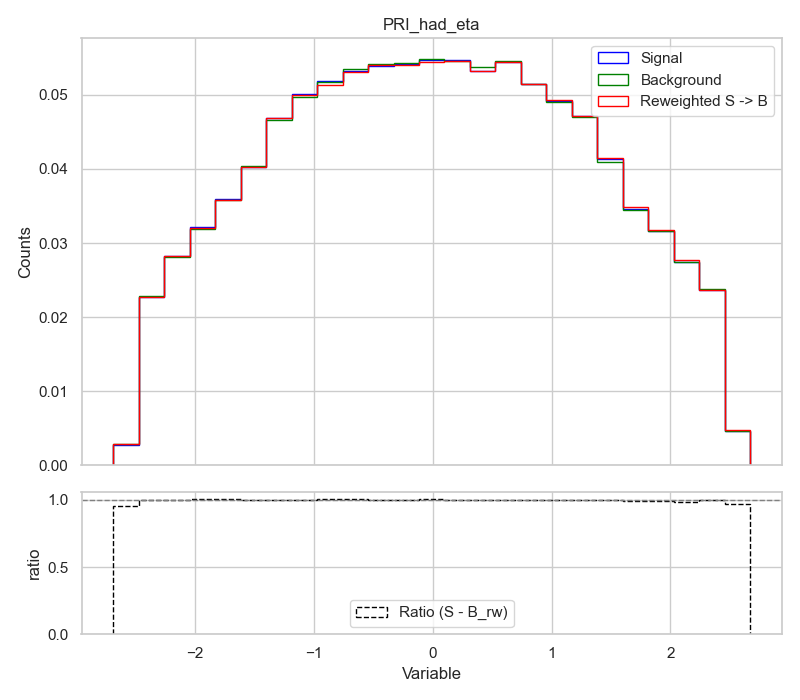 PRI_had_eta
Signal
Background
Reweighted S -> B
0.05
0.04
0.03
0.02
0.01
0.00
Counts
1.0
0.5
0.0
ratio
Ratio (S - B_rw)
−2
−1
0
1
2
Variable